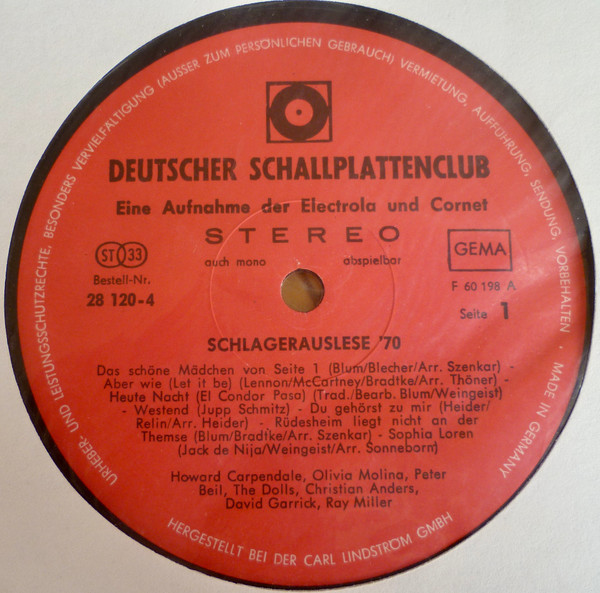 URHEBER- UND LEISTUNGSSCHUTZRECHTE, BESONDERS VERVIELFÄLTIGUNG (AUSSER ZUM PERSÖNLICHEN GEBRAUCH) VERMIETUNG, AUFFÜHRUNG, SENDUNG, VORBEHALTEN · MADE IN GERMANY
DEUTSCHER SCHALLPLATTENCLUB
Eine Aufnahme der Electrola und Cornet
STEREO
auch mono abspielbar
ST 33
GEMA
Bestell-Nr.
28 120-4
F 60 198 A
Seite 1
SCHLAGERAUSLESE '70
Das schöne Mädchen von Seite 1 (Blum/Blecher/Arr. Szenkar) -
Aber wie (Let it be) (Lennon/McCartney/Bradtke/Arr. Thöner) -
Heute Nacht (El Condor Pasa) (Trad./Bearb. Blum/Weingeist)
- Westend (Jupp Schmitz) - Du gehörst zu mir (Heider/
Relin/Arr. Heider) - Rüdesheim liegt nicht an der
Themse (Blum/Bradtke/Arr. Szenkar) - Sophia Loren
(Jack de Nija/Weingeist/Arr. Sonneborn)
Howard Carpendale, Olivia Molina, Peter
Beil, The Dolls, Christian Anders,
David Garrick, Ray Miller
HERGESTELLT BEI DER CARL LINDSTRÖM GMBH